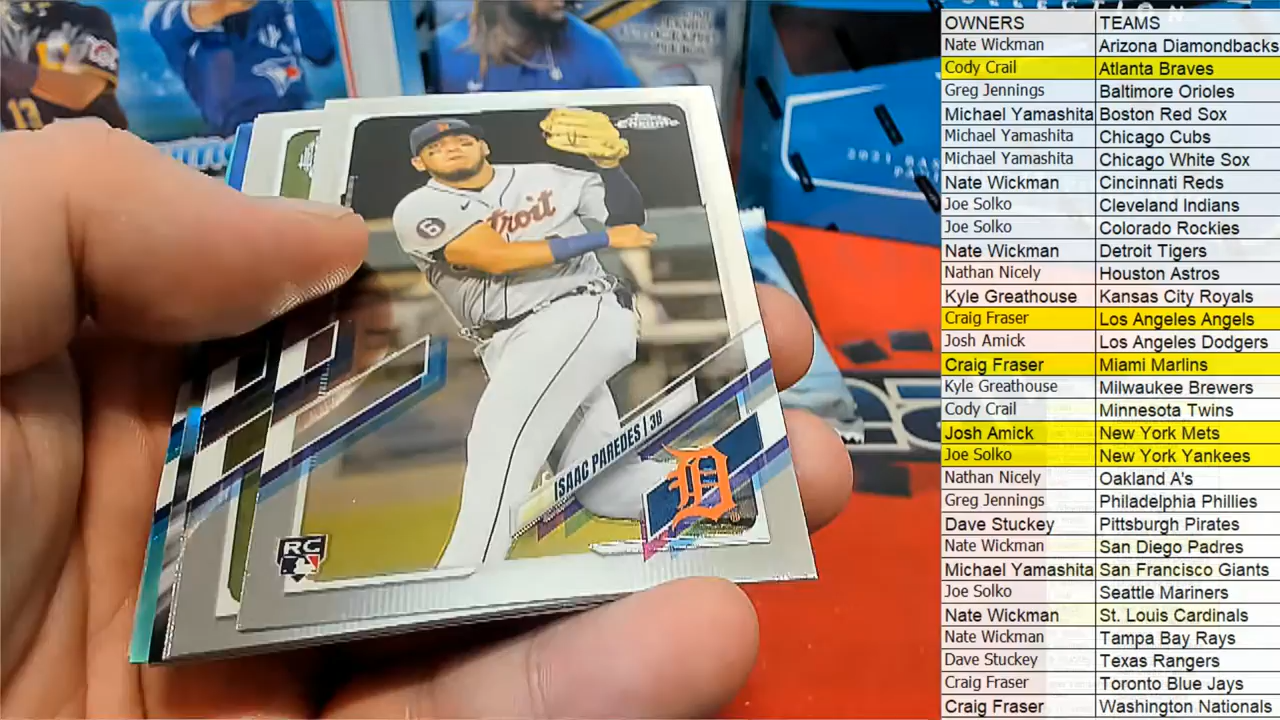 Topps
Chrome
Detroit
6
13
ISAAC PAREDES | 3B
D
RC
2021 BAS
OWNERS TEAMS
Nate Wickman Arizona Diamondbacks
Cody Crail Atlanta Braves
Greg Jennings Baltimore Orioles
Michael Yamashita Boston Red Sox
Michael Yamashita Chicago Cubs
Michael Yamashita Chicago White Sox
Nate Wickman Cincinnati Reds
Joe Solko Cleveland Indians
Joe Solko Colorado Rockies
Nate Wickman Detroit Tigers
Nathan Nicely Houston Astros
Kyle Greathouse Kansas City Royals
Craig Fraser Los Angeles Angels
Josh Amick Los Angeles Dodgers
Craig Fraser Miami Marlins
Kyle Greathouse Milwaukee Brewers
Cody Crail Minnesota Twins
Josh Amick New York Mets
Joe Solko New York Yankees
Nathan Nicely Oakland A's
Greg Jennings Philadelphia Phillies
Dave Stuckey Pittsburgh Pirates
Nate Wickman San Diego Padres
Michael Yamashita San Francisco Giants
Joe Solko Seattle Mariners
Nate Wickman St. Louis Cardinals
Nate Wickman Tampa Bay Rays
Dave Stuckey Texas Rangers
Craig Fraser Toronto Blue Jays
Craig Fraser Washington Nationals